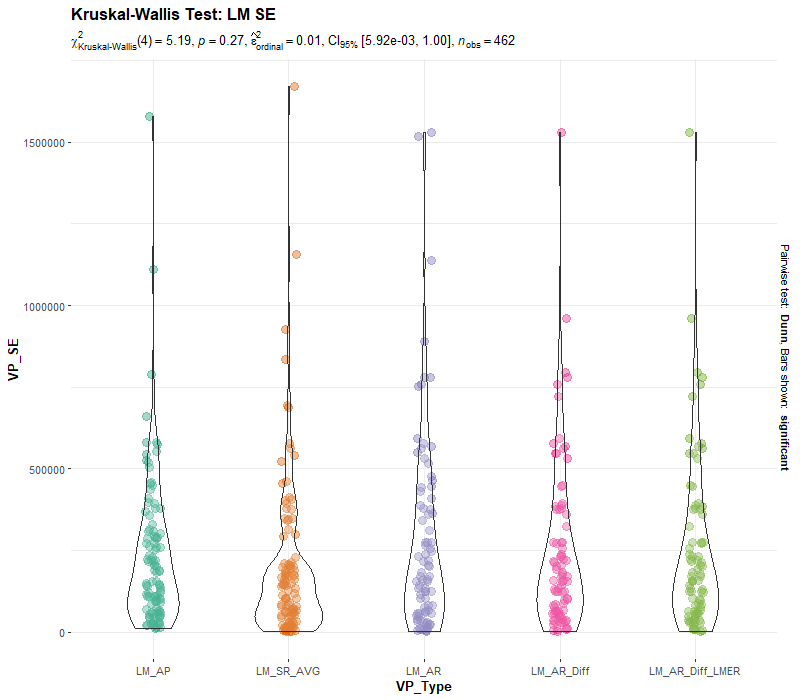 Kruskal-Wallis Test: LM SE
χ²Kruskal-Wallis(4) = 5.19, p = 0.27, ε̂²ordinal = 0.01, CI95% [5.92e-03, 1.00], nobs = 462
1500000
1000000
500000
0
VP_SE
LM_AP LM_SR_AVG LM_AR LM_AR_Diff LM_AR_Diff_LMER
VP_Type
Pairwise test: Dunn, Bars shown: significant